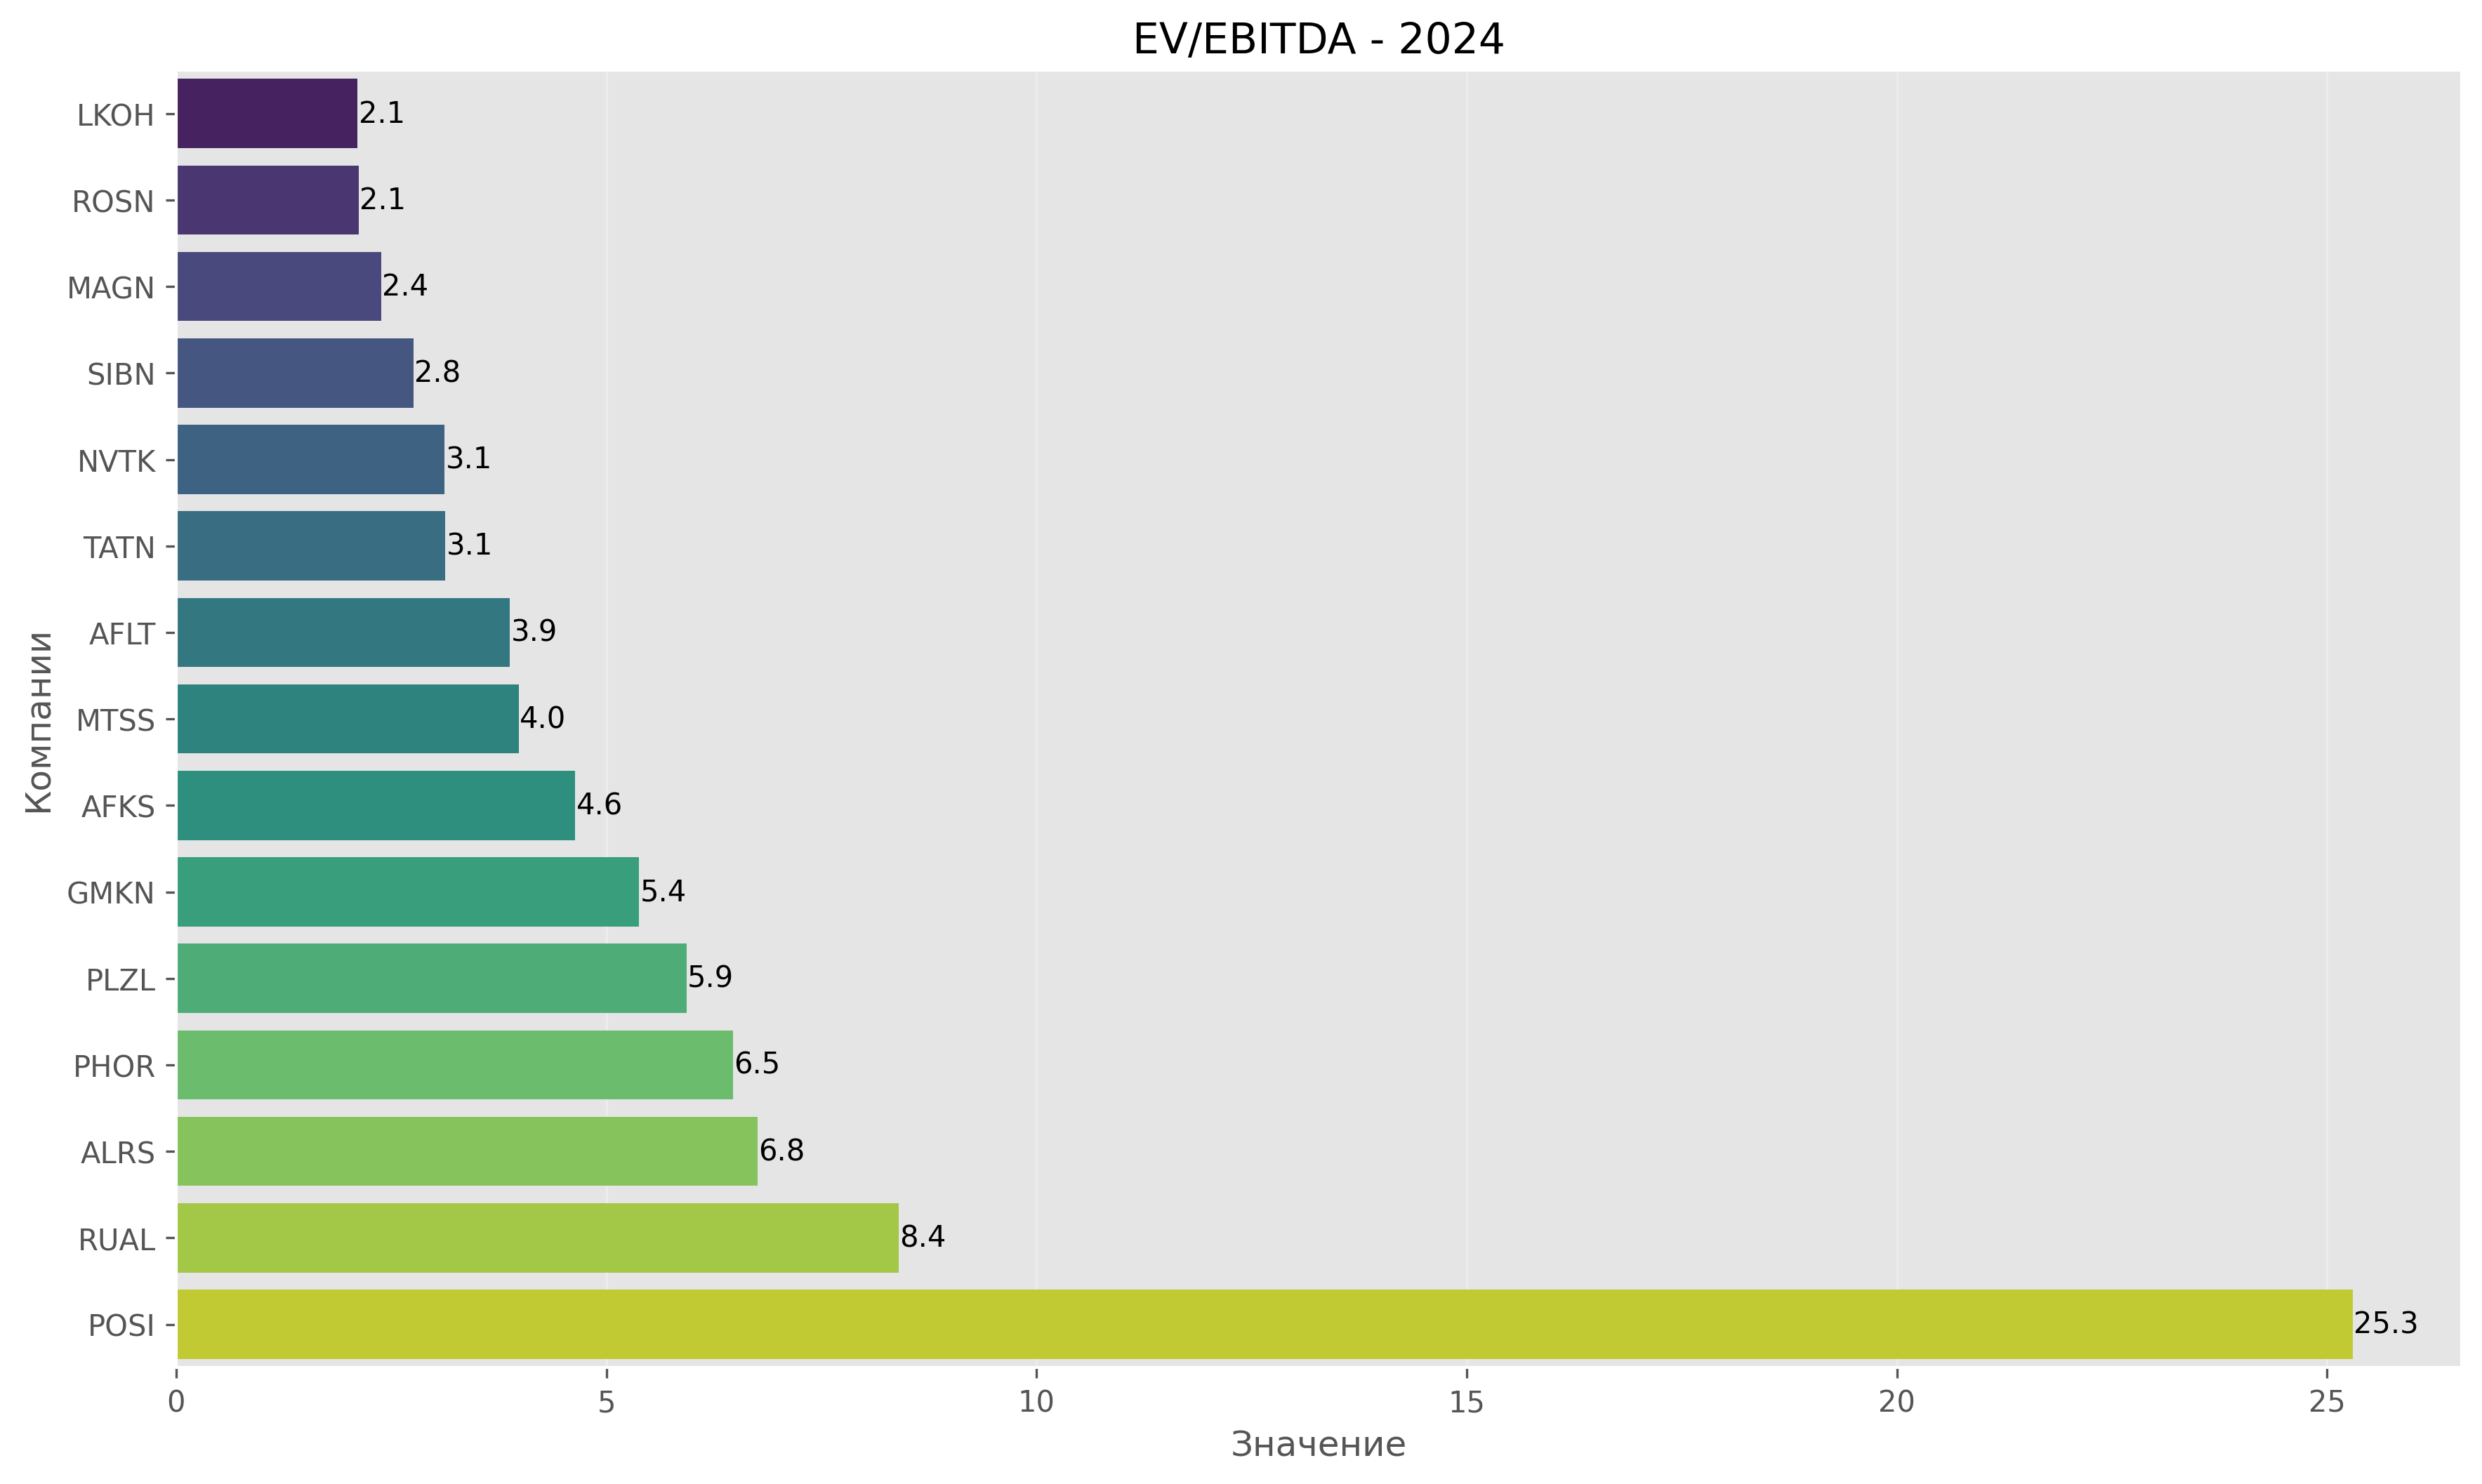 EV/EBITDA - 2024
Компании
LKOH 2.1
ROSN 2.1
MAGN 2.4
SIBN 2.8
NVTK 3.1
TATN 3.1
AFLT 3.9
MTSS 4.0
AFKS 4.6
GMKN 5.4
PLZL 5.9
PHOR 6.5
ALRS 6.8
RUAL 8.4
POSI 25.3
0 5 10 15 20 25
Значение